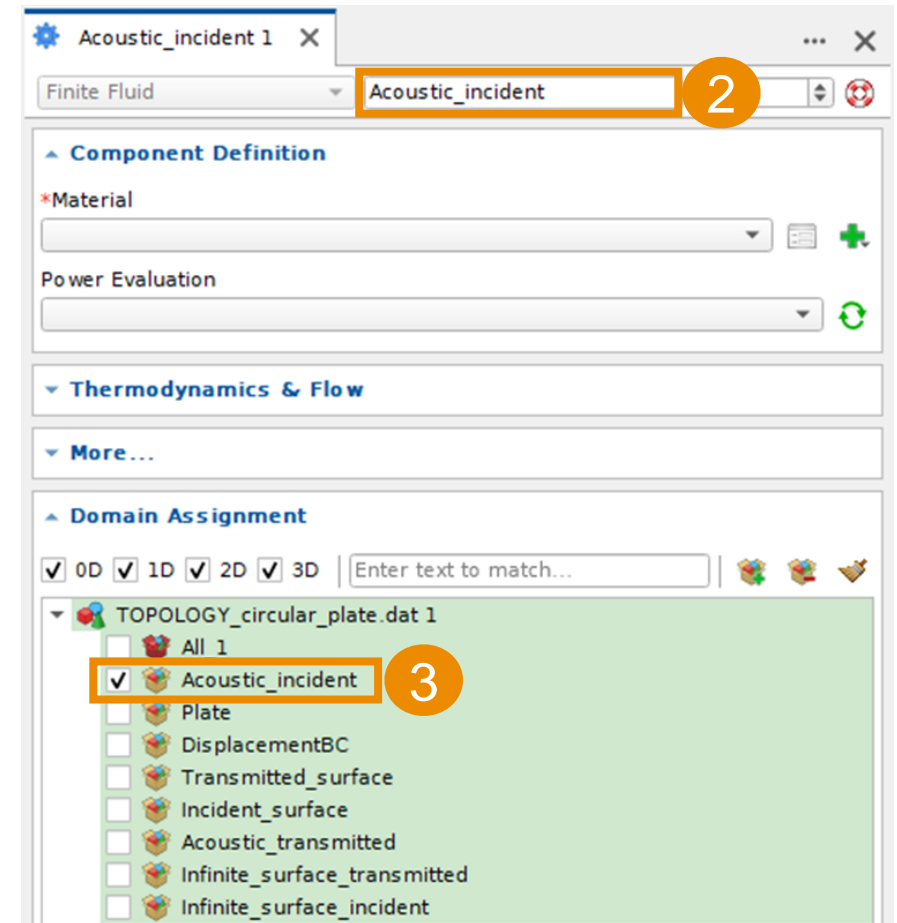 Acoustic_incident 1
Finite Fluid Acoustic_incident 2
Component Definition
*Material
Power Evaluation
Thermodynamics & Flow
More...
Domain Assignment
0D 1D 2D 3D Enter text to match...
TOPOLOGY_circular_plate.dat 1
All 1
Acoustic_incident 3
Plate
DisplacementBC
Transmitted_surface
Incident_surface
Acoustic_transmitted
Infinite_surface_transmitted
Infinite_surface_incident